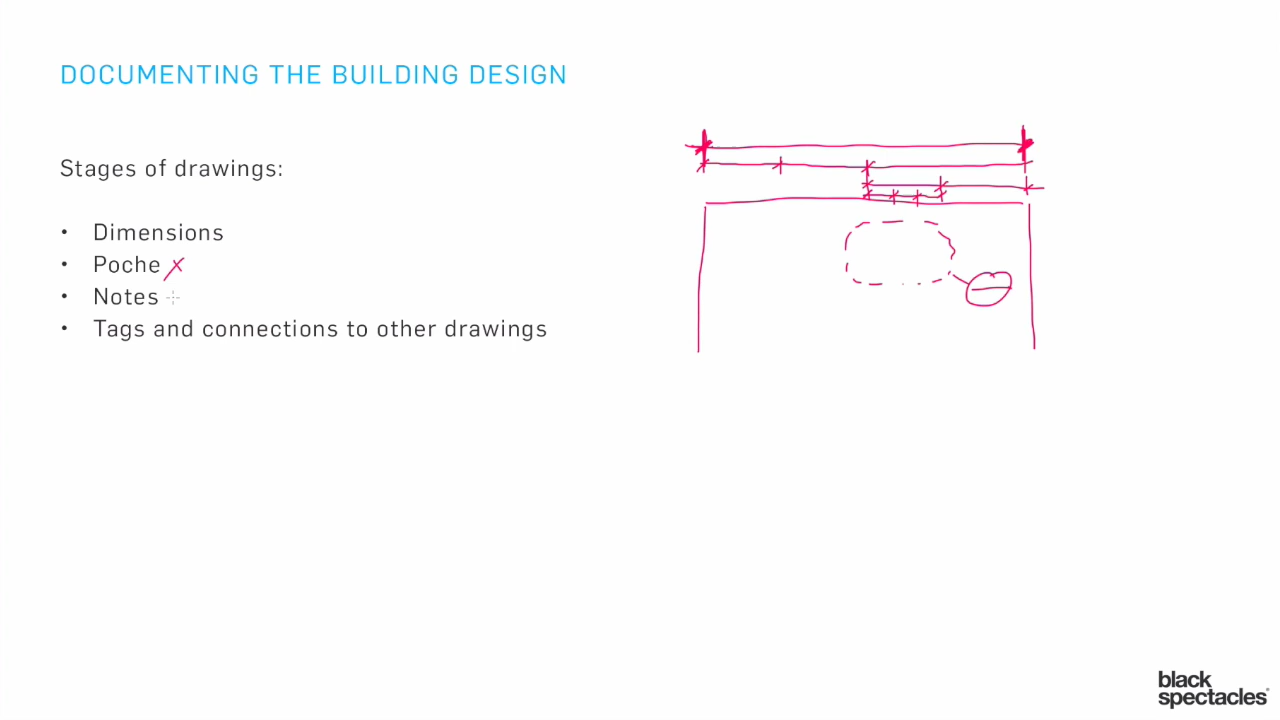 DOCUMENTING THE BUILDING DESIGN
Stages of drawings:
• Dimensions
• Poche
• Notes
• Tags and connections to other drawings
black
spectacles